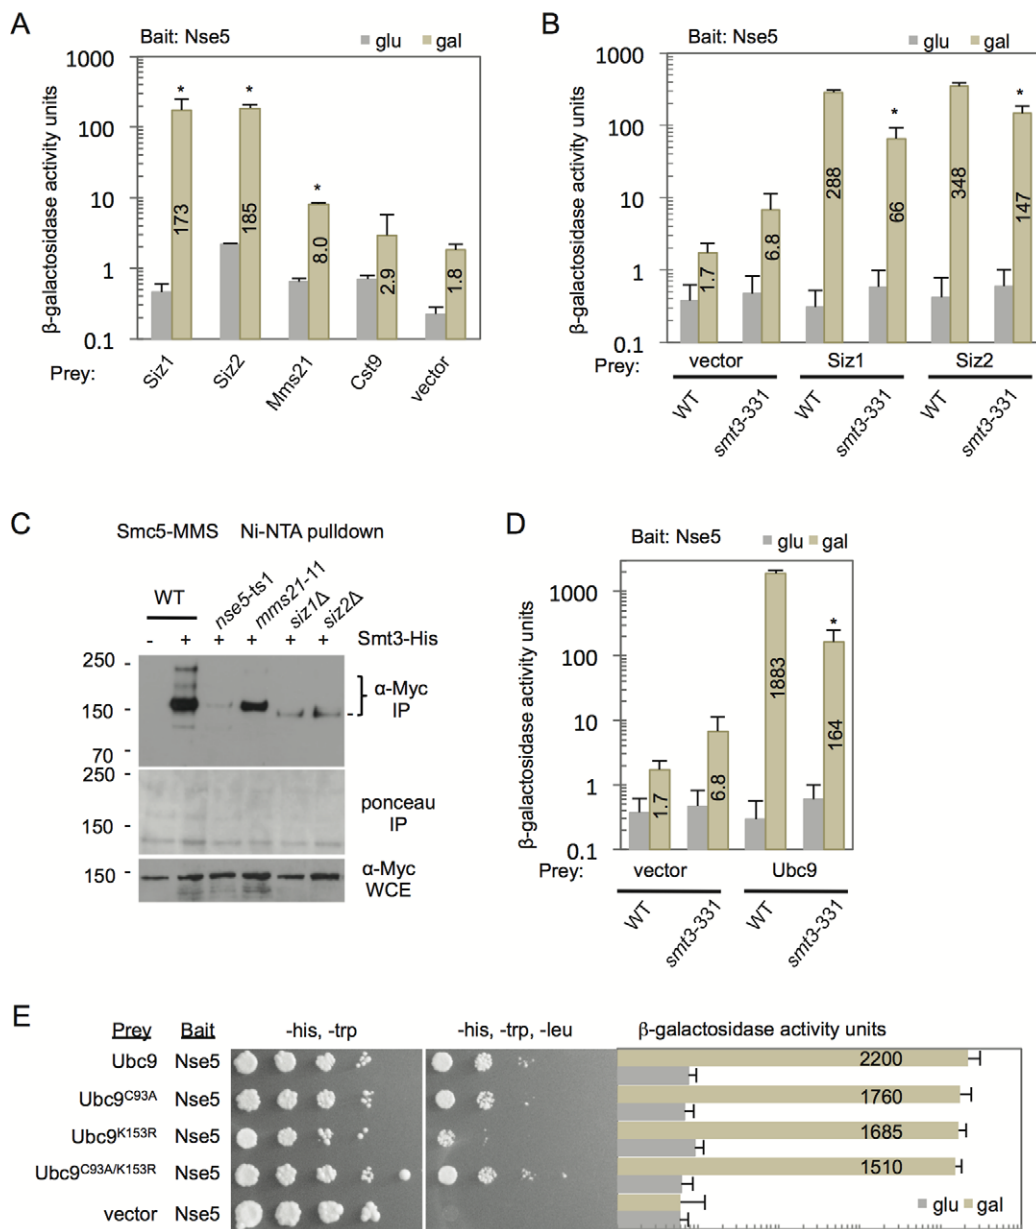 A
Bait: Nse5
glu gal
β-galactosidase activity units
1000
100
10
1
0.1
173
185
8.0
2.9
1.8
* * *
Prey:
Siz1
Siz2
Mms21
Cst9
vector
B
Bait: Nse5
glu gal
β-galactosidase activity units
1000
100
10
1
0.1
1.7
6.8
288
66
348
147
* *
Prey:
vector Siz1 Siz2
WT
smt3-331
WT
smt3-331
WT
smt3-331
C
Smc5-MMS Ni-NTA pulldown
WT
nse5-ts1
mms21-11
siz1Δ
siz2Δ
- + + + + + Smt3-His
250 -
150 -
70 -
α-Myc
IP
250 -
150 -
ponceau
IP
150 -
α-Myc
WCE
D
Bait: Nse5
glu gal
β-galactosidase activity units
1000
100
10
1
0.1
1.7
6.8
1883
164
*
Prey:
vector Ubc9
WT
smt3-331
WT
smt3-331
E
Prey Bait -his, -trp -his, -trp, -leu β-galactosidase activity units
Ubc9 Nse5 2200
Ubc9C93A Nse5 1760
Ubc9K153R Nse5 1685
Ubc9C93A/K153R Nse5 1510
vector Nse5
glu gal